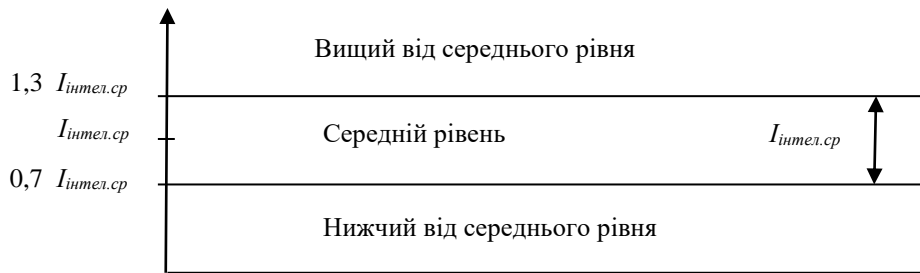 Вищий від середнього рівня
1,3 Iінтел.ср
Iінтел.ср Середній рівень Iінтел.ср
0,7 Iінтел.ср
Нижчий від середнього рівня